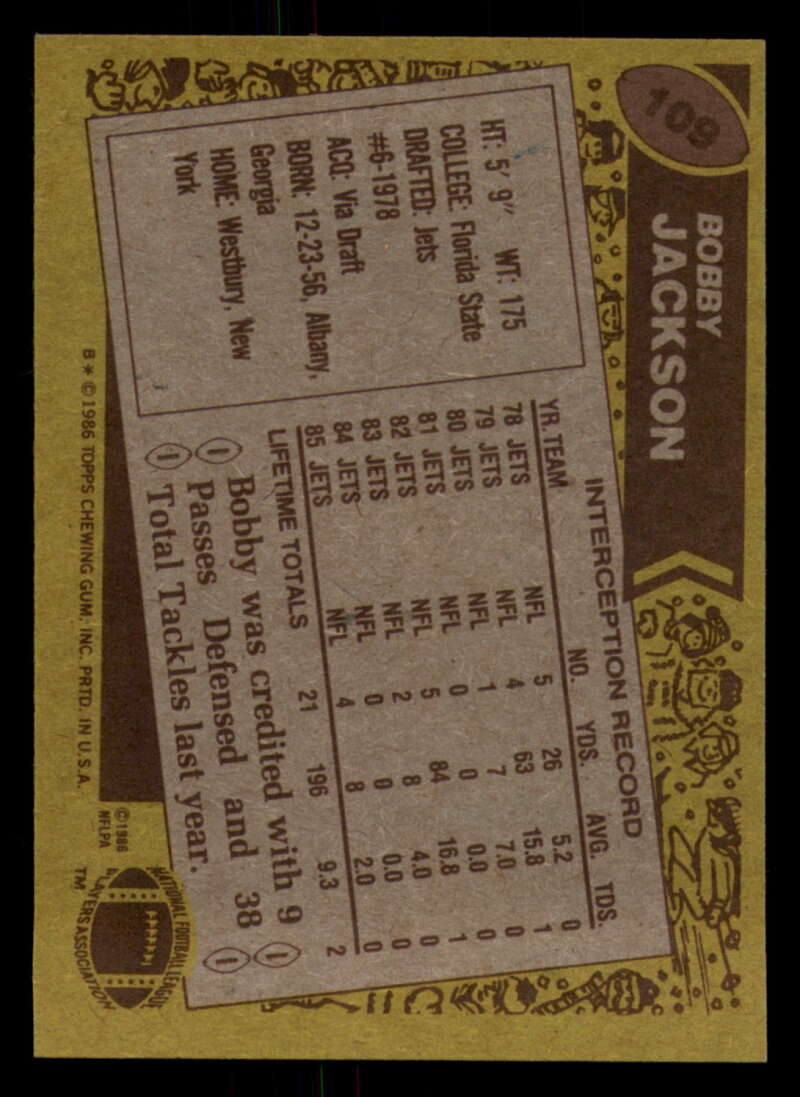 109
BOBBY
JACKSON
HT: 5' 9" WT: 175
COLLEGE: Florida State
DRAFTED: Jets
#6-1978
ACQ: Via Draft
BORN: 12-23-56, Albany,
Georgia
HOME: Westbury, New
York
INTERCEPTION RECORD
YR. TEAM NO. YDS. AVG. TDS.
78 JETS NFL 5 26 5.2 0
79 JETS NFL 4 63 15.8 1
80 JETS NFL 1 7 7.0 0
81 JETS NFL 0 0 0.0 0
82 JETS NFL 5 84 16.8 1
83 JETS NFL 2 8 4.0 0
84 JETS NFL 0 0 0.0 0
85 JETS NFL 4 8 2.0 0
LIFETIME TOTALS 21 196 9.3 2
Bobby was credited with 9
Passes Defensed and 38
Total Tackles last year.
B * © 1986 TOPPS CHEWING GUM, INC. PRTD. IN U.S.A.
© 1986
NFLPA
NATIONAL FOOTBALL LEAGUE
PLAYERS ASSOCIATION
TM